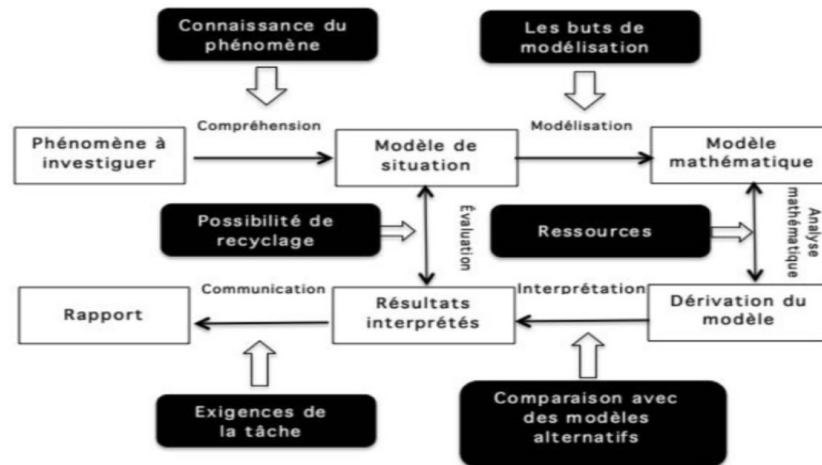 Connaissance du
phénomène
Les buts de
modélisation
Compréhension
Modélisation
Phénomène à
investiguer
Modèle de
situation
Modèle
mathématique
Possibilité de
recyclage
Évaluation
Ressources
Analyse
mathématique
Communication
Interprétation
Rapport
Résultats
interprétés
Dérivation du
modèle
Exigences de
la tâche
Comparaison avec
des modèles
alternatifs